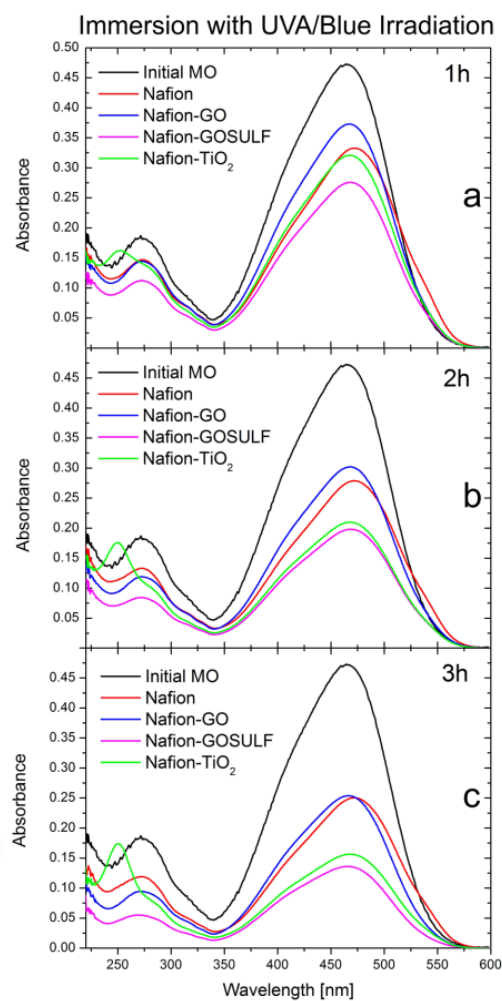 Immersion with UVA/Blue Irradiation
0.50
0.45
0.40
0.35
0.30
0.25
0.20
0.15
0.10
0.05
Absorbance
Initial MO
Nafion
Nafion-GO
Nafion-GOSULF
Nafion-TiO₂
1h
a
0.45
0.40
0.35
0.30
0.25
0.20
0.15
0.10
0.05
Absorbance
Initial MO
Nafion
Nafion-GO
Nafion-GOSULF
Nafion-TiO₂
2h
b
0.45
0.40
0.35
0.30
0.25
0.20
0.15
0.10
0.05
0.00
Absorbance
Initial MO
Nafion
Nafion-GO
Nafion-GOSULF
Nafion-TiO₂
3h
c
250 300 350 400 450 500 550 600
Wavelength [nm]